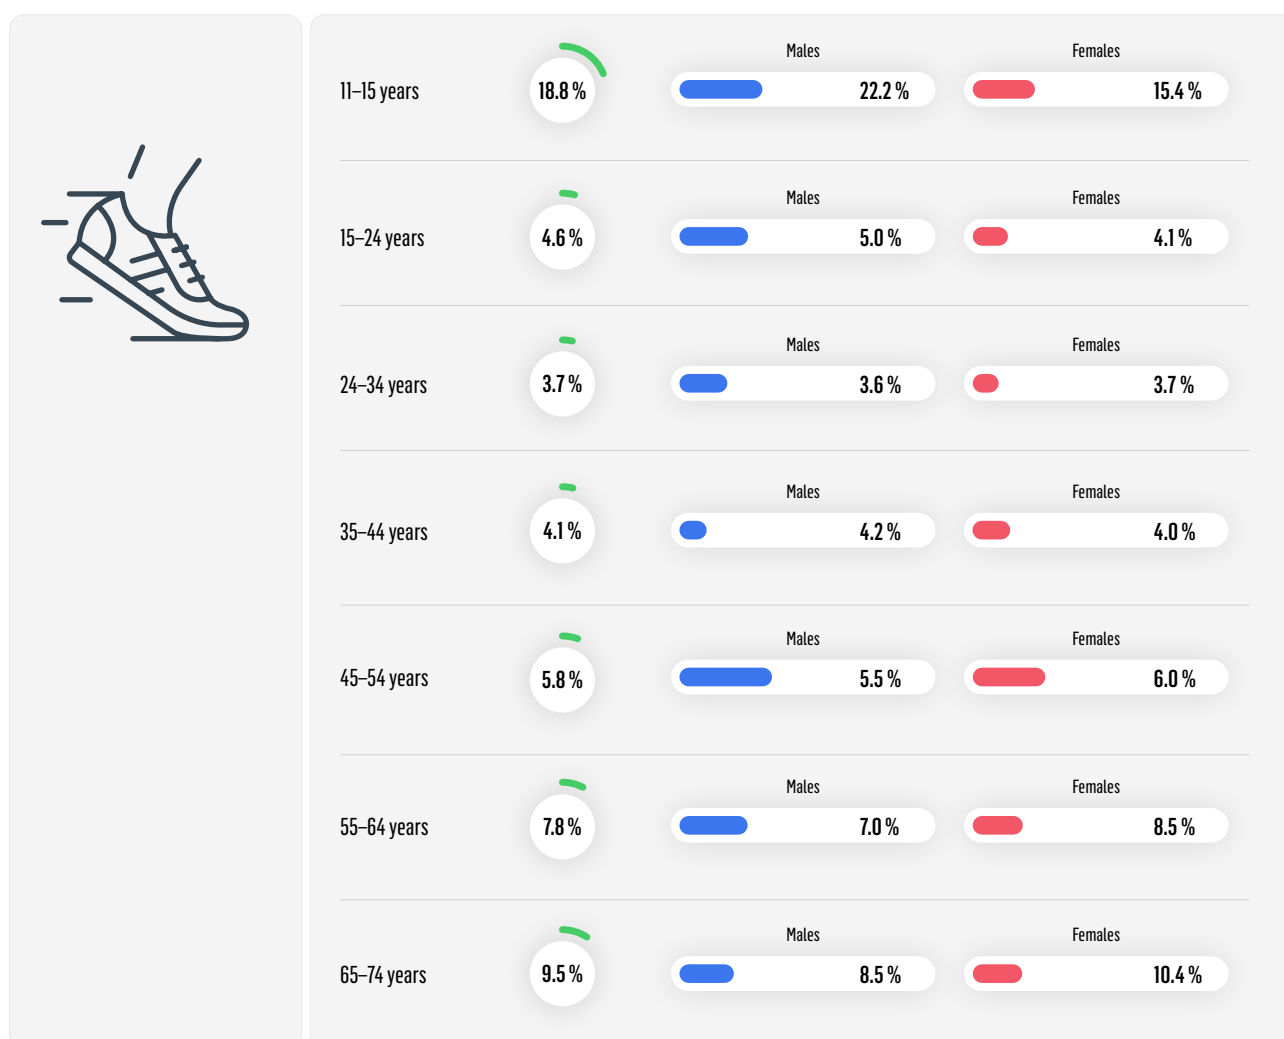 Males Females
11–15 years 18.8 % 22.2 % 15.4 %
Males Females
15–24 years 4.6 % 5.0 % 4.1 %
Males Females
24–34 years 3.7 % 3.6 % 3.7 %
Males Females
35–44 years 4.1 % 4.2 % 4.0 %
Males Females
45–54 years 5.8 % 5.5 % 6.0 %
Males Females
55–64 years 7.8 % 7.0 % 8.5 %
Males Females
65–74 years 9.5 % 8.5 % 10.4 %